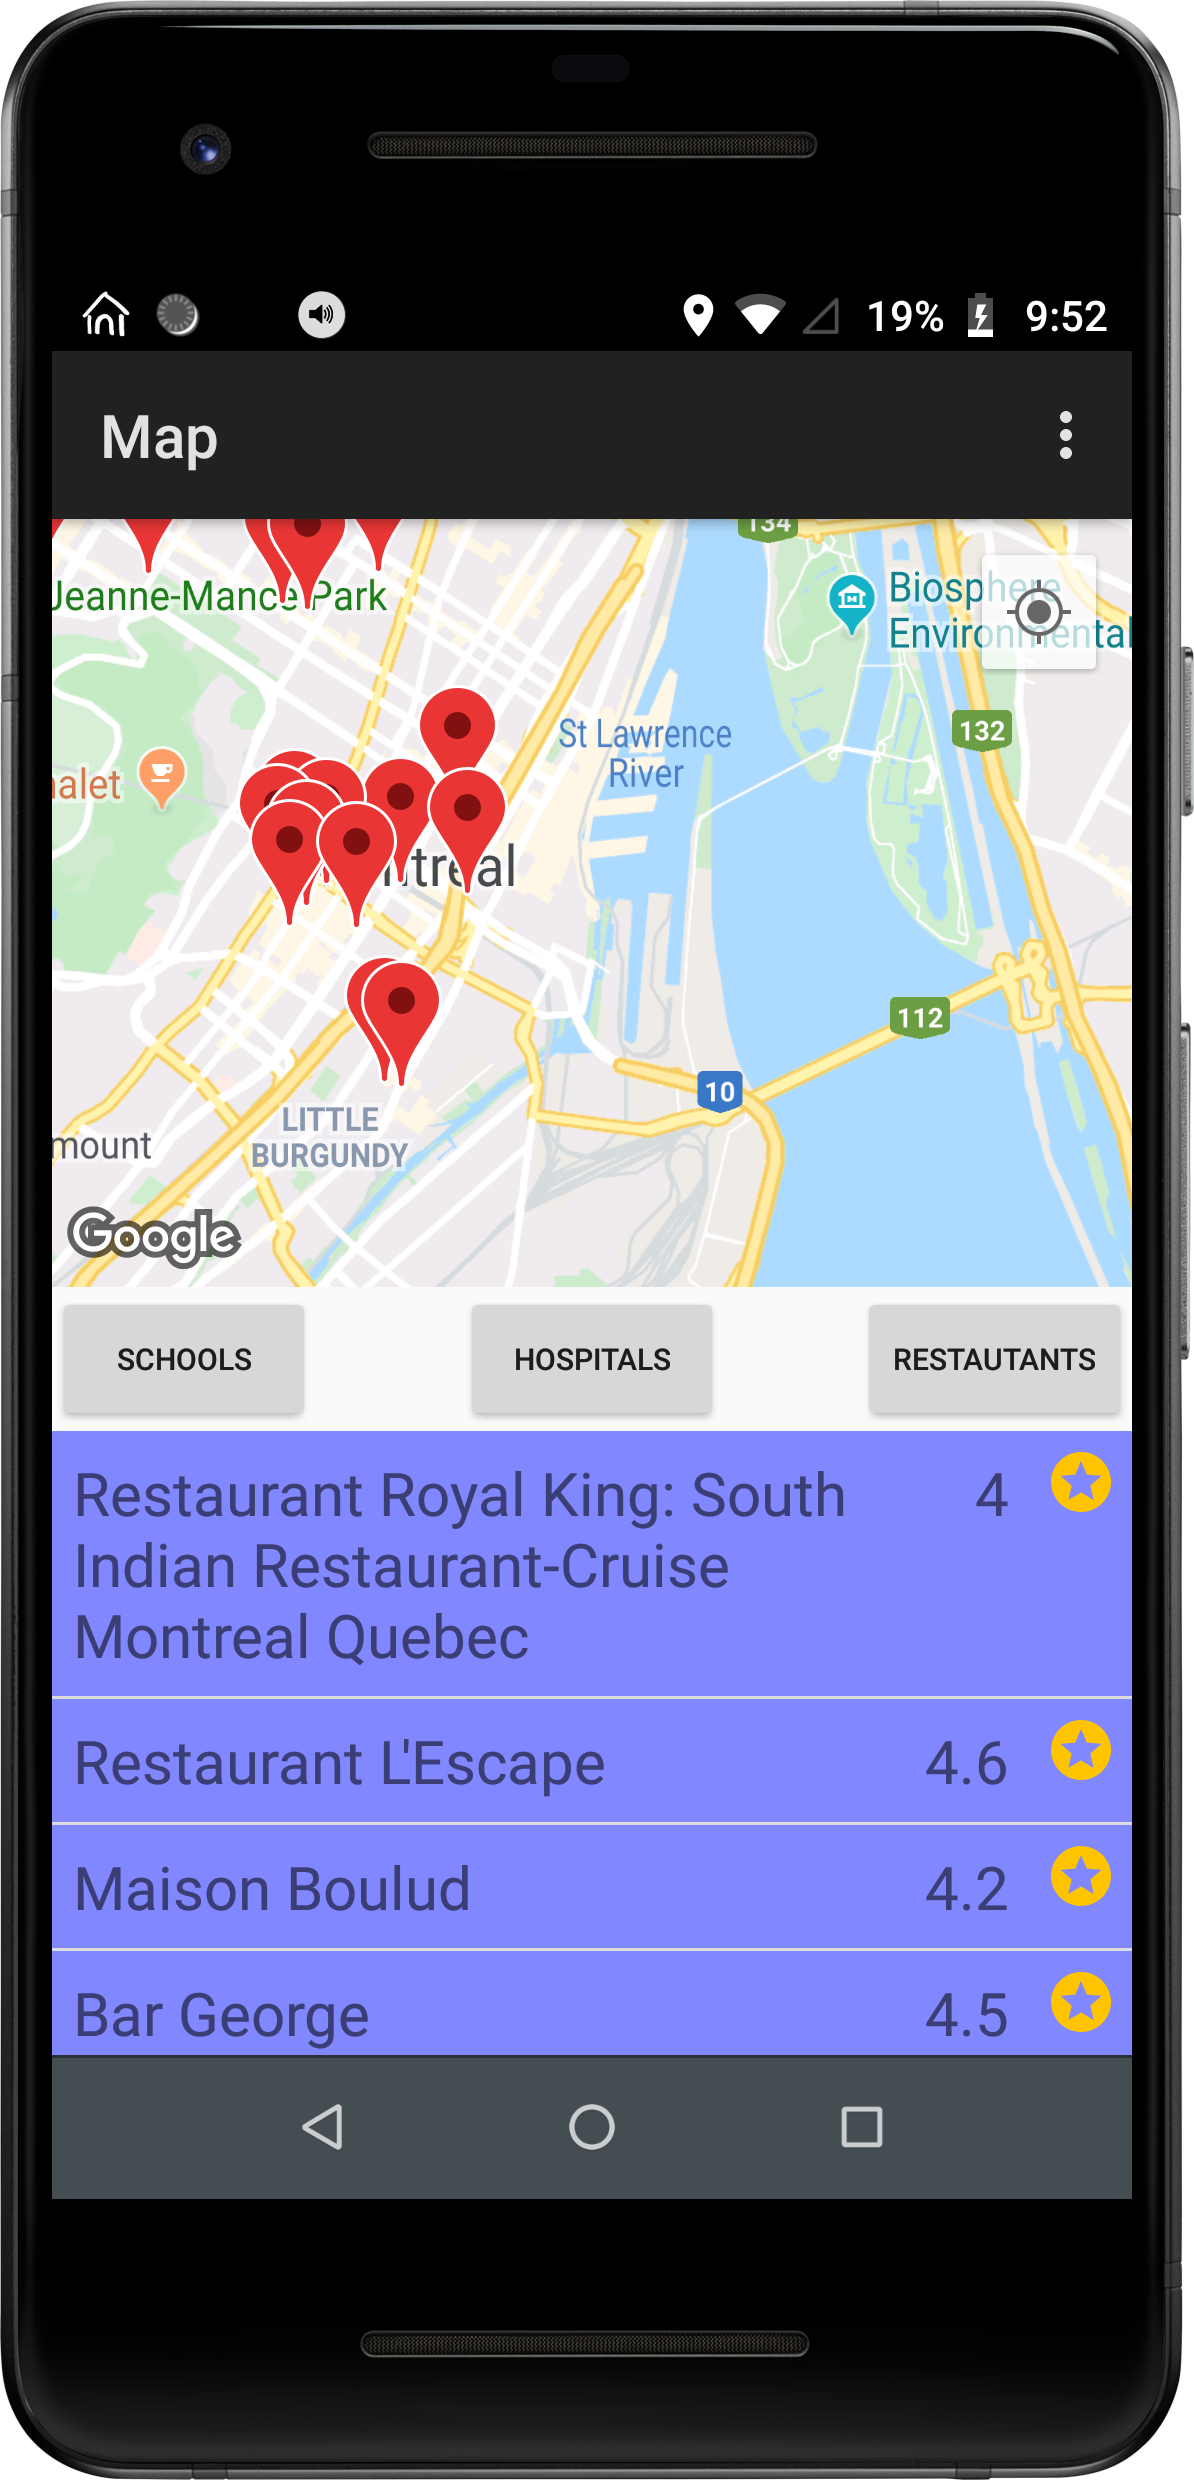 19% 9:52
Map
134
Jeanne-Mance Park
Biosphere
Environmental
132
St Lawrence
River
alet
112
10
LITTLE
BURGUNDY
mount
Google
SCHOOLS HOSPITALS RESTAUTANTS
Restaurant Royal King: South 4
Indian Restaurant-Cruise
Montreal Quebec
Restaurant L'Escape 4.6
Maison Boulud 4.2
Bar George 4.5